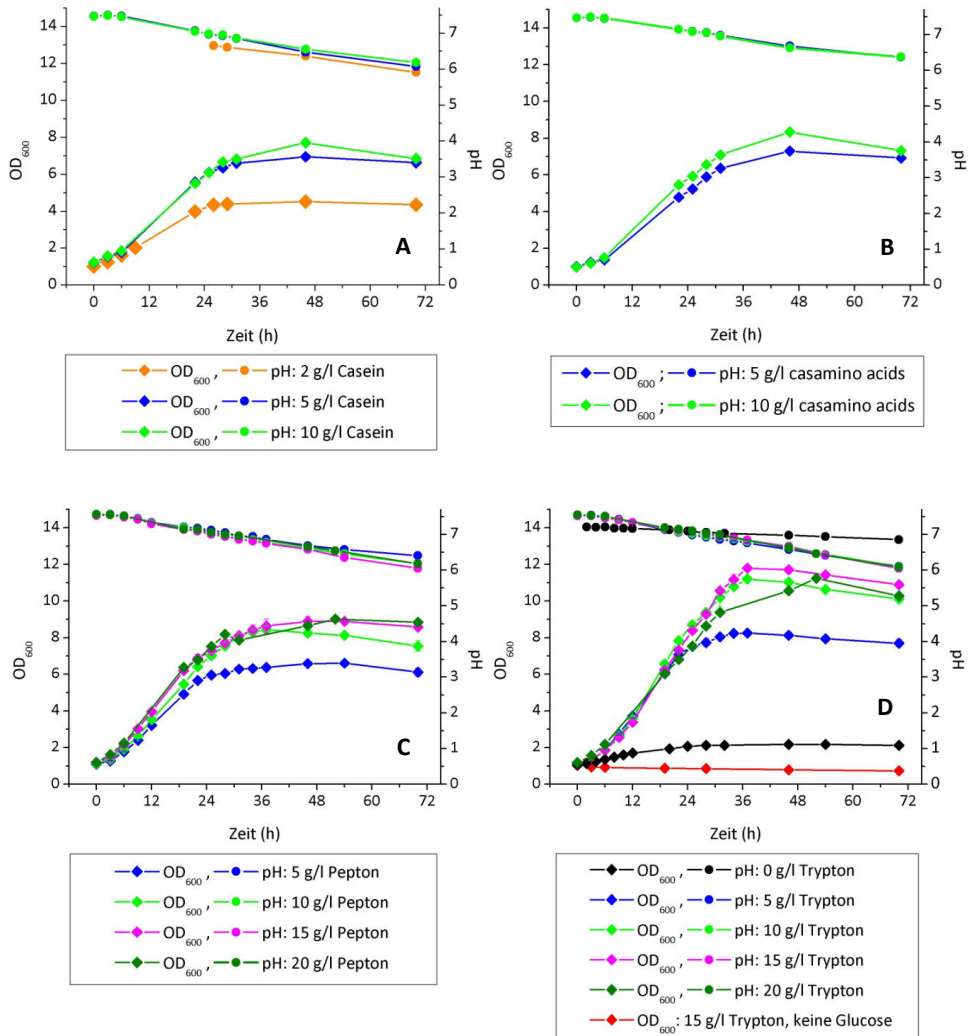 14
12
10
8
6
4
2
0
OD600
7
6
5
4
3
2
1
0
pH
A
0 12 24 36 48 60 72
Zeit (h)
OD600 , pH: 2 g/l Casein
OD600 , pH: 5 g/l Casein
OD600 , pH: 10 g/l Casein
14
12
10
8
6
4
2
0
OD600
7
6
5
4
3
2
1
0
pH
B
0 12 24 36 48 60 72
Zeit (h)
OD600 ; pH: 5 g/l casamino acids
OD600 ; pH: 10 g/l casamino acids
14
12
10
8
6
4
2
0
OD600
7
6
5
4
3
2
1
0
pH
C
0 12 24 36 48 60 72
Zeit (h)
OD600 , pH: 5 g/l Pepton
OD600 , pH: 10 g/l Pepton
OD600 , pH: 15 g/l Pepton
OD600 , pH: 20 g/l Pepton
14
12
10
8
6
4
2
0
OD600
7
6
5
4
3
2
1
0
pH
D
0 12 24 36 48 60 72
Zeit (h)
OD600 , pH: 0 g/l Trypton
OD600 , pH: 5 g/l Trypton
OD600 , pH: 10 g/l Trypton
OD600 , pH: 15 g/l Trypton
OD600 , pH: 20 g/l Trypton
OD600: 15 g/l Trypton, keine Glucose